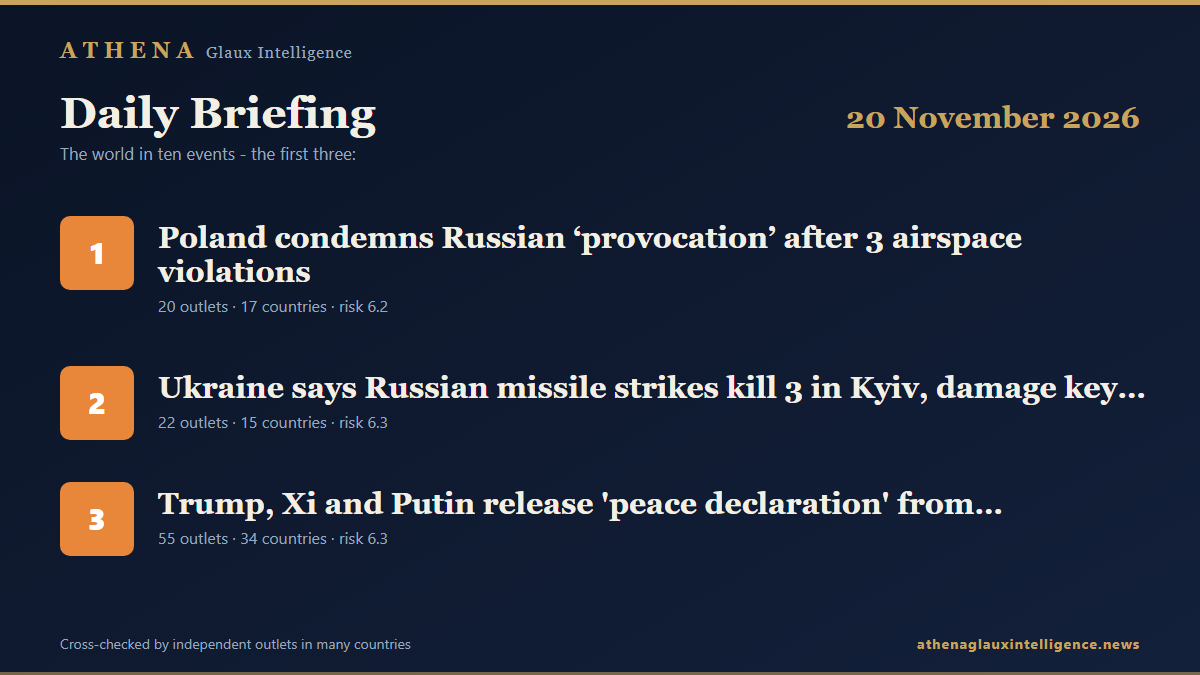 ATHENA Glaux Intelligence
Daily Briefing
20 November 2026
The world in ten events - the first three:
1
Poland condemns Russian ‘provocation’ after 3 airspace
violations
20 outlets · 17 countries · risk 6.2
2
Ukraine says Russian missile strikes kill 3 in Kyiv, damage key...
22 outlets · 15 countries · risk 6.3
3
Trump, Xi and Putin release 'peace declaration' from...
55 outlets · 34 countries · risk 6.3
Cross-checked by independent outlets in many countries
athenaglauxintelligence.news